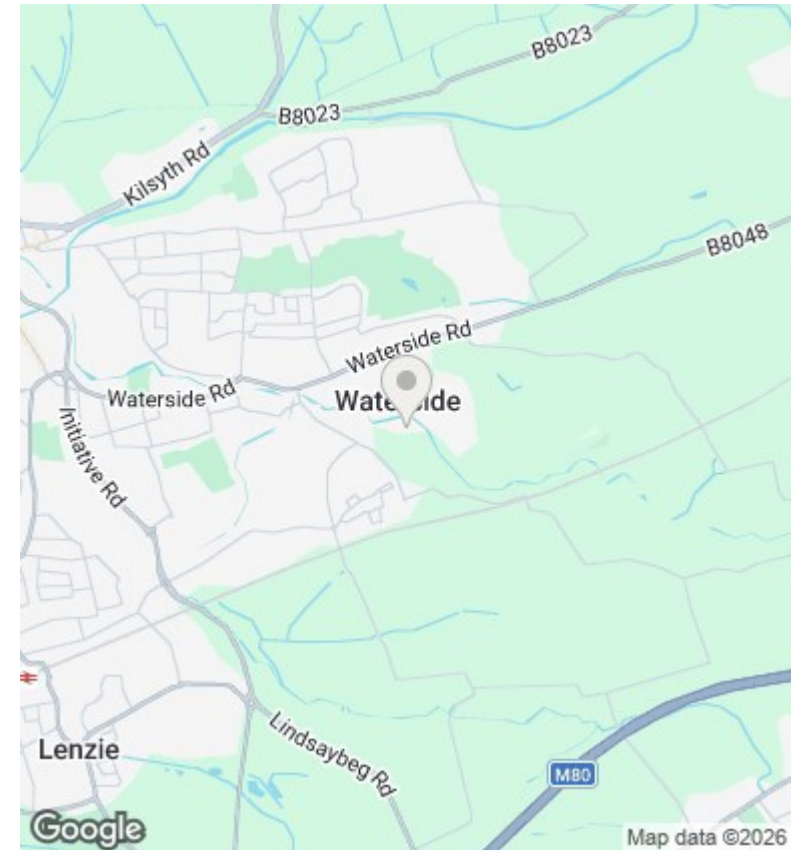 B8023
B8023
Kilsyth Rd
B8048
Waterside Rd
Waterside Rd
Waterside
Initiative Rd
Lindsaybeg Rd
Lenzie
M80
Google
Map data ©2026